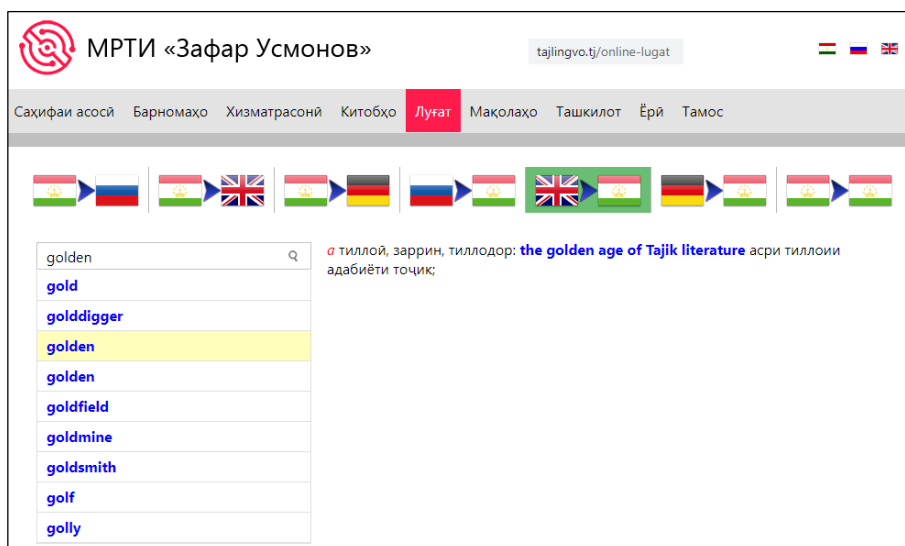 МРТИ «Зафар Усмонов»
tajlingvo.tj/online-lugat
Саҳифаи асосӣ Барномаҳо Хизматрасонӣ Китобҳо Луғат Мақолаҳо Ташкилот Ёрӣ Тамос
golden
a тиллоӣ, заррин, тиллодор: the golden age of Tajik literature асри тиллоии
адабиёти тоҷик;
gold
golddigger
golden
golden
goldfield
goldmine
goldsmith
golf
golly